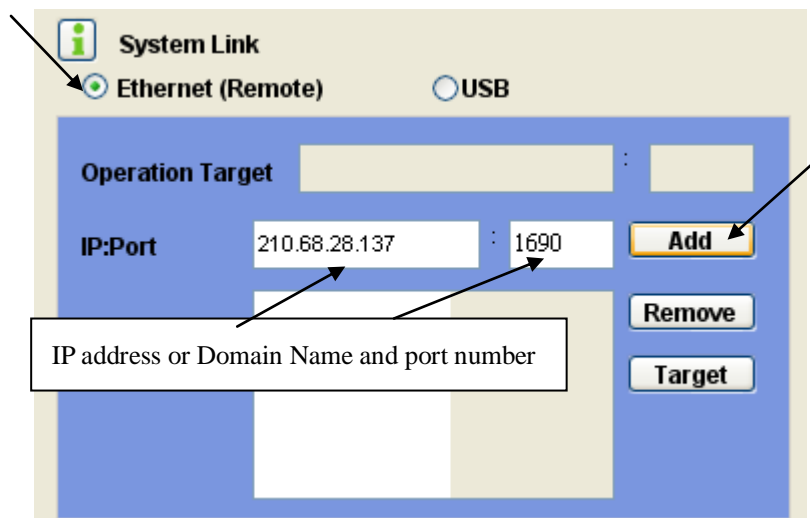 System Link
Ethernet (Remote) USB
Operation Target :
IP:Port 210.68.28.137 : 1690 Add
Remove
IP address or Domain Name and port number
Target